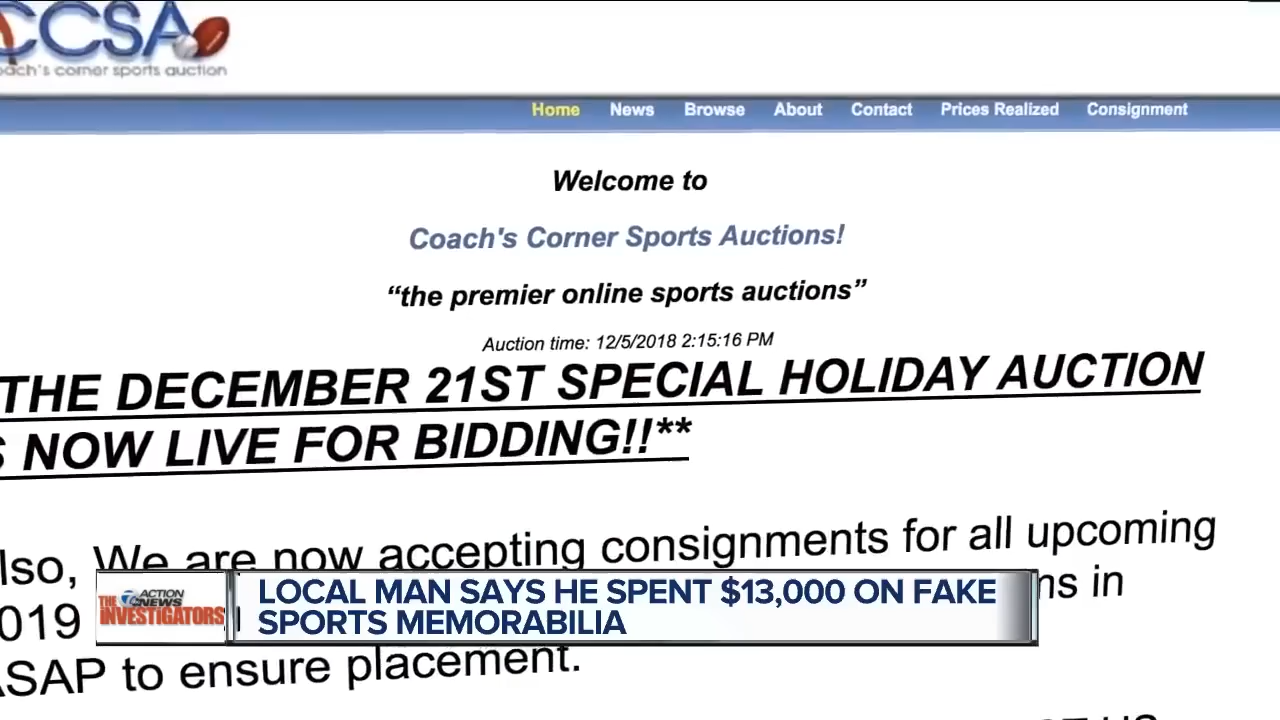 CCSA
coach's corner sports auction
Home News Browse About Contact Prices Realized Consignment
Welcome to
Coach's Corner Sports Auctions!
“the premier online sports auctions”
Auction time: 12/5/2018 2:15:16 PM
THE DECEMBER 21ST SPECIAL HOLIDAY AUCTION
NOW LIVE FOR BIDDING!!**
lso, We are now accepting consignments for all upcoming
019 ns in
ASAP to ensure placement.
7 ACTION NEWS
THE INVESTIGATORS
LOCAL MAN SAYS HE SPENT $13,000 ON FAKE
SPORTS MEMORABILIA